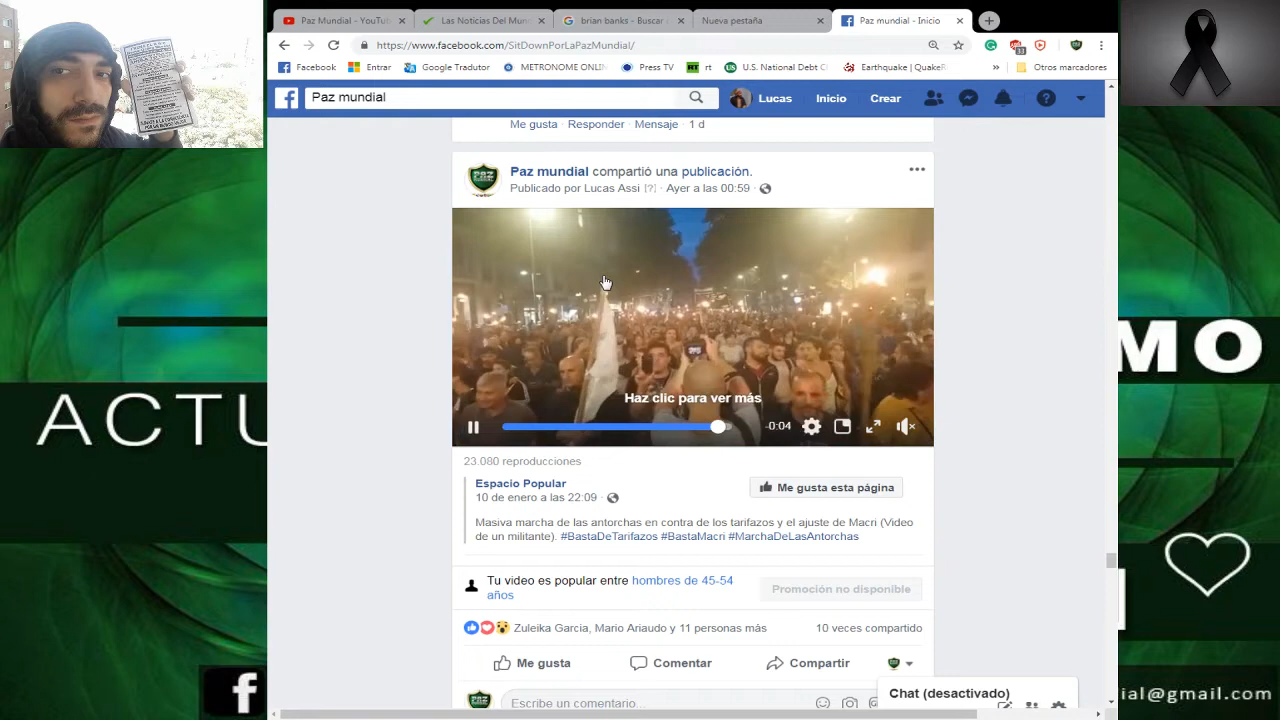 Paz Mundial - YouTu
Las Noticias Del Mun
brian banks - Buscar
Nueva pestaña
Paz mundial - Inicio
https://www.facebook.com/SitDownPorLaPazMundial/
Facebook
Entrar
Google Tradutor
METRONOME ONLI
Press TV
RT
rt
U.S. National Debt C
Earthquake | QuakeR
»
Otros marcadores
Paz mundial
Lucas
Inicio
Crear
Me gusta · Responder · Mensaje · 1 d
Paz mundial compartió una publicación.
Publicado por Lucas Assi [?] · Ayer a las 00:59 ·
Haz clic para ver más
-0:04
23.080 reproducciones
Espacio Popular
10 de enero a las 22:09 ·
Me gusta esta página
Masiva marcha de las antorchas en contra de los tarifazos y el ajuste de Macri (Video
de un militante). #BastaDeTarifazos #BastaMacri #MarchaDeLasAntorchas
Tu video es popular entre hombres de 45-54
años
Promoción no disponible
Zuleika Garcia, Mario Ariaudo y 11 personas más
10 veces compartido
Me gusta
Comentar
Compartir
Escribe un comentario...
Chat (desactivado)
ACTU
MO
ial@gmail.com